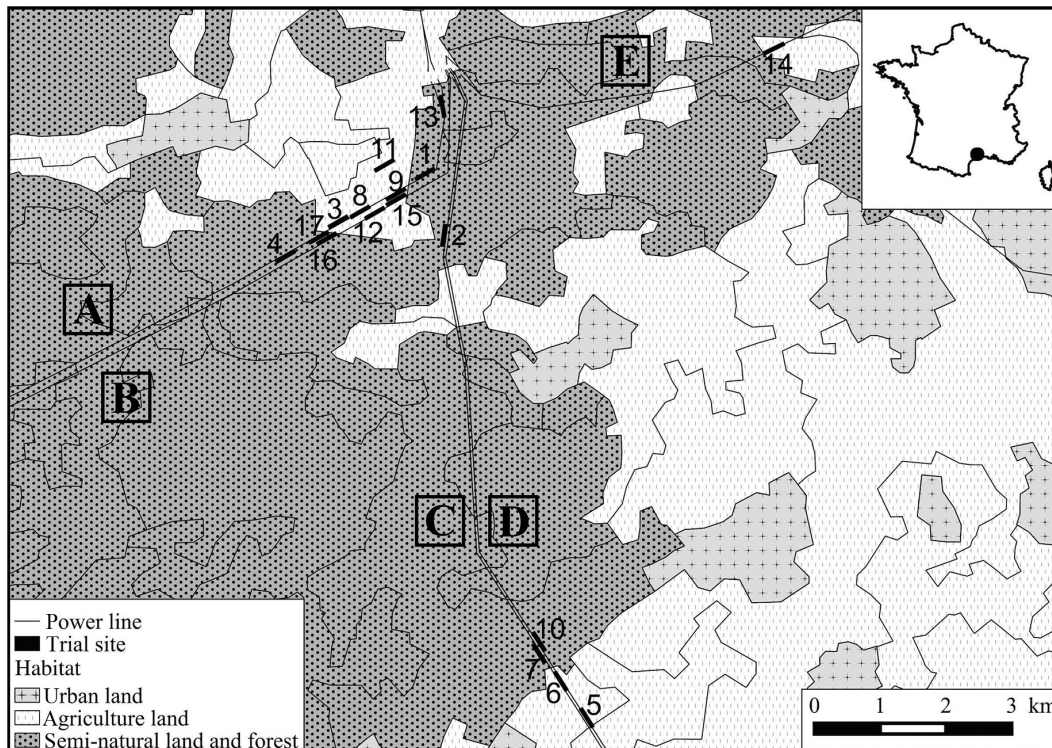 E
14
13
11
1
9
8
15
3
17
12
2
4
16
A
B
C
D
10
7
6
5
Power line
Trial site
Habitat
Urban land
Agriculture land
Semi-natural land and forest
0 1 2 3 km